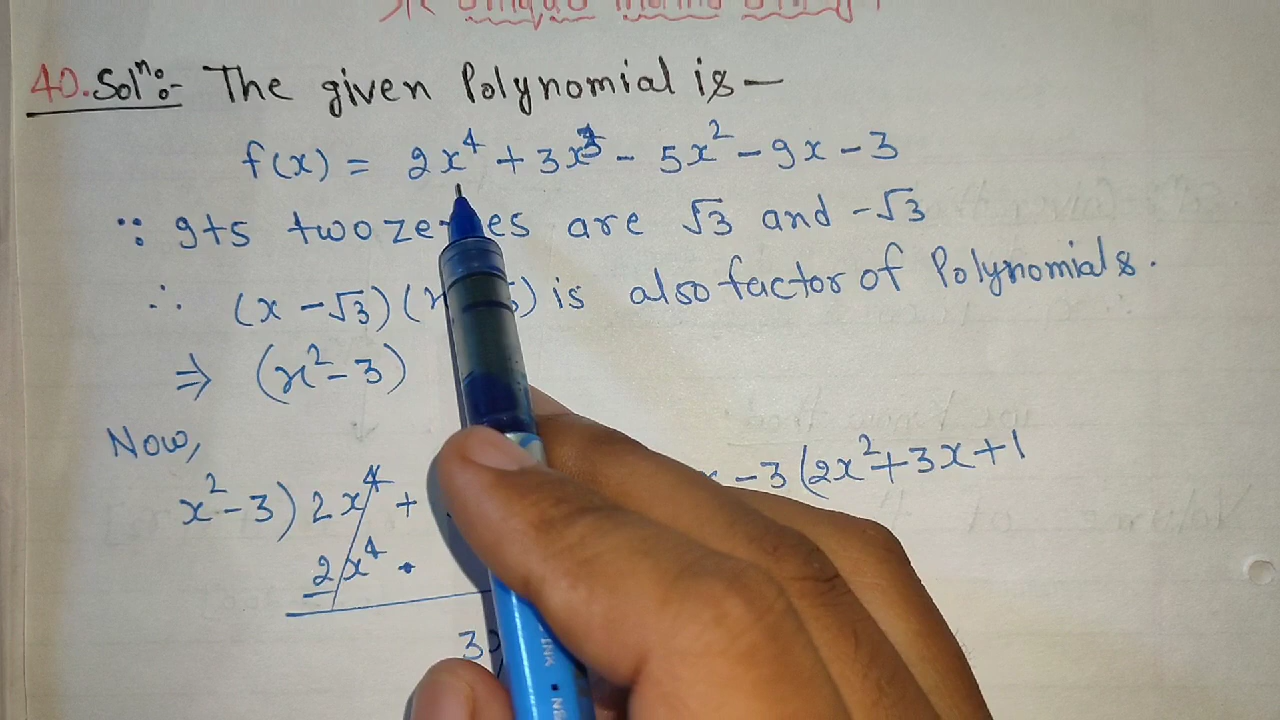 40. Solⁿ:- The given Polynomial is —
f(x) = 2x⁴ + 3x³ - 5x² - 9x - 3
∵ Its two zeroes are √3 and -√3
∴ (x - √3)( ) is also factor of Polynomials.
⇒ (x² - 3)
Now,
x² - 3) 2x⁴ + - 3 (2x² + 3x + 1
2x⁴
3